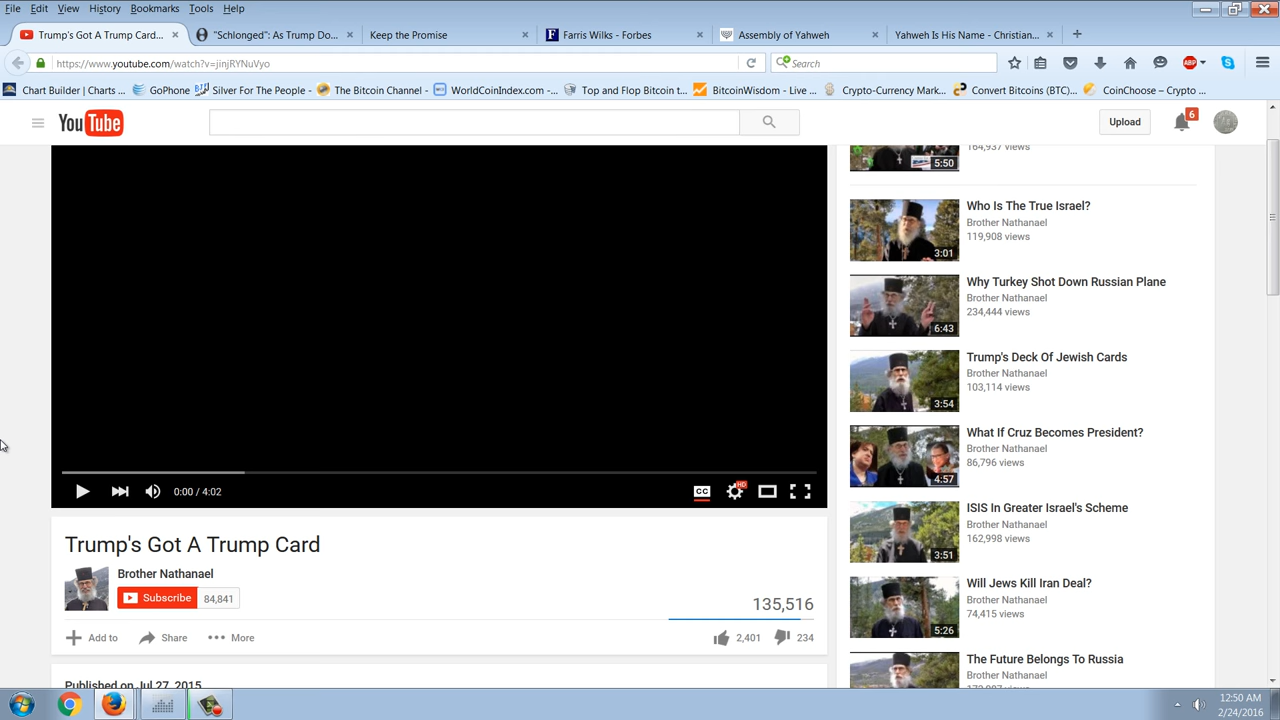 File Edit View History Bookmarks Tools Help
Trump's Got A Trump Card... × "Schlonged": As Trump Do... × Keep the Promise × Farris Wilks - Forbes × Assembly of Yahweh × Yahweh Is His Name - Christian... × +
https://www.youtube.com/watch?v=jinjRYNuVyo
Search
ABP
Chart Builder | Charts ... GoPhone Silver For The People - The Bitcoin Channel - WorldCoinIndex.com -... Top and Flop Bitcoin t... BitcoinWisdom - Live ... Crypto-Currency Mark... Convert Bitcoins (BTC)... CoinChoose – Crypto ...
YouTube
Upload
6
164,937 views
5:50
Who Is The True Israel?
Brother Nathanael
119,908 views
3:01
Why Turkey Shot Down Russian Plane
Brother Nathanael
234,444 views
6:43
Trump's Deck Of Jewish Cards
Brother Nathanael
103,114 views
3:54
What If Cruz Becomes President?
Brother Nathanael
86,796 views
4:57
0:00 / 4:02
CC
HD
ISIS In Greater Israel's Scheme
Brother Nathanael
162,998 views
3:51
Trump's Got A Trump Card
Brother Nathanael
Subscribe 84,841
135,516
Add to Share More
2,401 234
Will Jews Kill Iran Deal?
Brother Nathanael
74,415 views
5:26
The Future Belongs To Russia
Brother Nathanael
Published on Jul 27, 2015
12:50 AM
2/24/2016